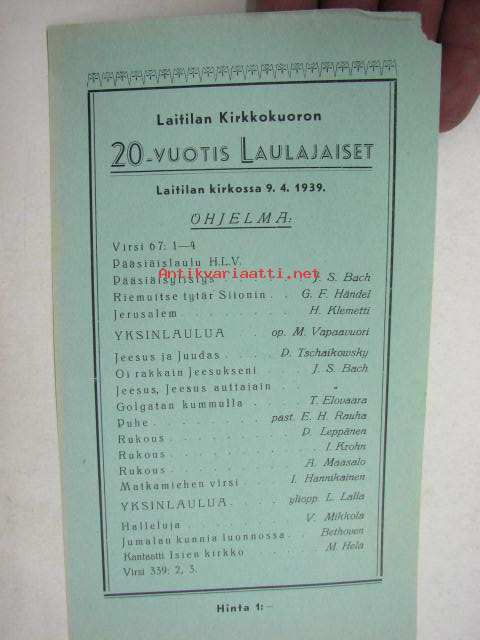 Laitilan Kirkkokuoron
20-VUOTIS LAULAJAISET
Laitilan kirkossa 9. 4. 1939.
OHJELMA:
Virsi 67: 1—4
Pääsiäislaulu H.L.V.
Antikvariaatti.net
Pääsiäisylistys . . . . J. S. Bach
Riemuitse tytär Siionin . . G. F. Händel
Jerusalem . . . . . H. Klemetti
YKSINLAULUA . . . op. M. Vapaavuori
Jeesus ja Juudas . . . D. Tschaikowsky
Oi rakkain Jeesukseni . . . J. S. Bach
Jeesus, Jeesus auttajain . . . "
Golgatan kummulla . . . T. Elovaara
Puhe . . . . . past. E. H. Rauha
Rukous . . . . . P. Leppänen
Rukous . . . . . I. Krohn
Rukous . . . . . A. Maasalo
Matkamiehen virsi . . . I. Hannikainen
YKSINLAULUA . . . yliopp. L. Lalla
Halleluja . . . . . V. Mikkola
Jumalan kunnia luonnossa . . Bethoven
Kantaatti Isien kirkko . . . M. Hela
Virsi 339: 2, 3.
Hinta 1:—